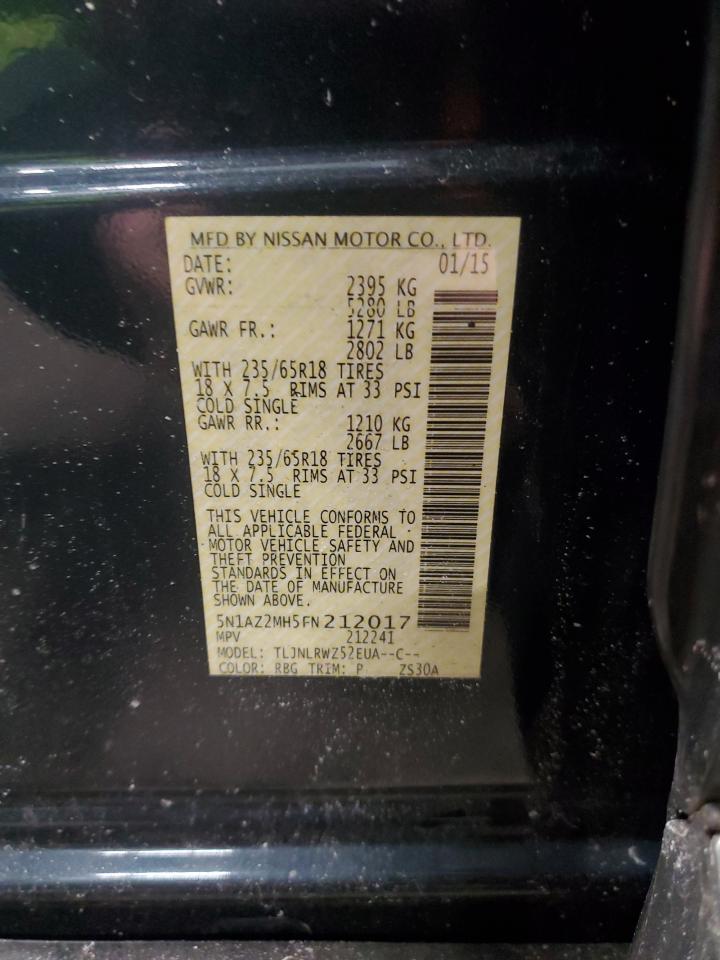 MFD BY NISSAN MOTOR CO., LTD.
DATE: 01/15
GVWR: 2395 KG
5280 LB
GAWR FR.: 1271 KG
2802 LB
WITH 235/65R18 TIRES
18 X 7.5 RIMS AT 33 PSI
COLD SINGLE
GAWR RR.: 1210 KG
2667 LB
WITH 235/65R18 TIRES
18 X 7.5 RIMS AT 33 PSI
COLD SINGLE
THIS VEHICLE CONFORMS TO
ALL APPLICABLE FEDERAL
MOTOR VEHICLE SAFETY AND
THEFT PREVENTION
STANDARDS IN EFFECT ON
THE DATE OF MANUFACTURE
SHOWN ABOVE.
5N1AZ2MH5FN212017
MPV 212241
MODEL: TLJNLRWZ52EUA--C--
COLOR: RBG TRIM: P ZS30A